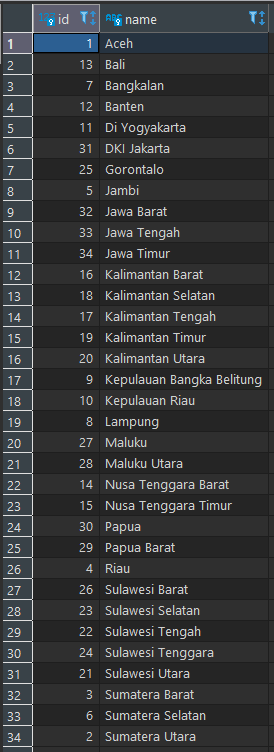 123 id ABC name
1 1 Aceh
2 13 Bali
3 7 Bangkalan
4 12 Banten
5 11 Di Yogyakarta
6 31 DKI Jakarta
7 25 Gorontalo
8 5 Jambi
9 32 Jawa Barat
10 33 Jawa Tengah
11 34 Jawa Timur
12 16 Kalimantan Barat
13 18 Kalimantan Selatan
14 17 Kalimantan Tengah
15 19 Kalimantan Timur
16 20 Kalimantan Utara
17 9 Kepulauan Bangka Belitung
18 10 Kepulauan Riau
19 8 Lampung
20 27 Maluku
21 28 Maluku Utara
22 14 Nusa Tenggara Barat
23 15 Nusa Tenggara Timur
24 30 Papua
25 29 Papua Barat
26 4 Riau
27 26 Sulawesi Barat
28 23 Sulawesi Selatan
29 22 Sulawesi Tengah
30 24 Sulawesi Tenggara
31 21 Sulawesi Utara
32 3 Sumatera Barat
33 6 Sumatera Selatan
34 2 Sumatera Utara